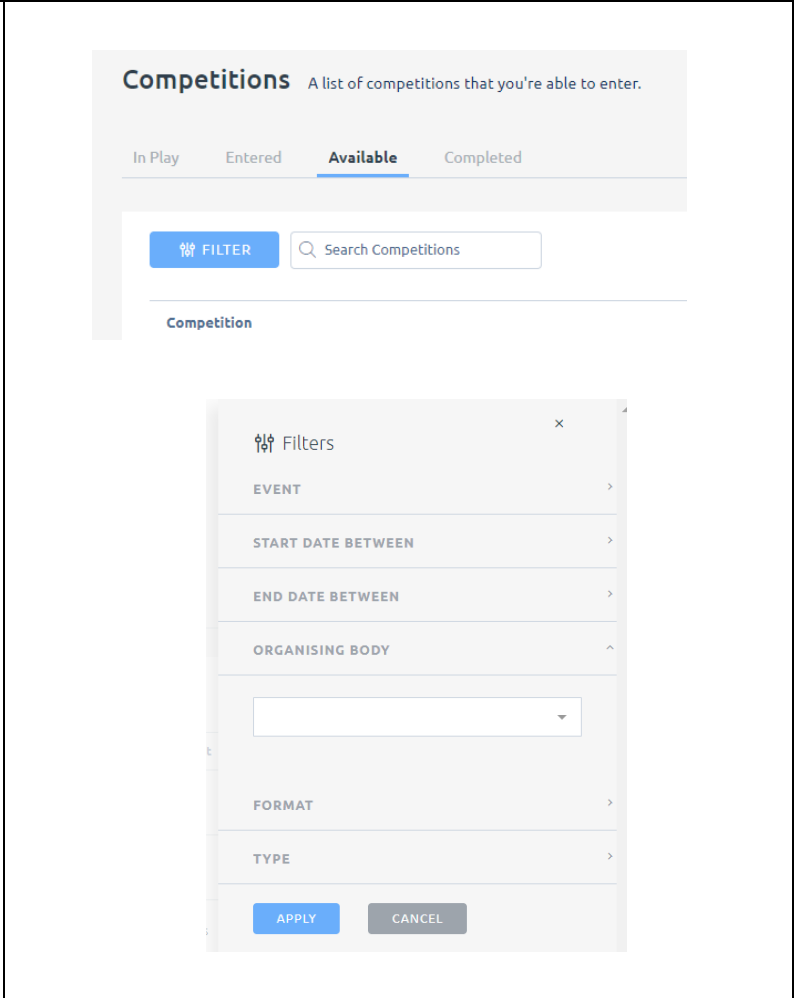 Competitions A list of competitions that you're able to enter.
In Play Entered Available Completed
FILTER Search Competitions
Competition
Filters
×
EVENT
START DATE BETWEEN
END DATE BETWEEN
ORGANISING BODY
t
FORMAT
TYPE
APPLY CANCEL
s